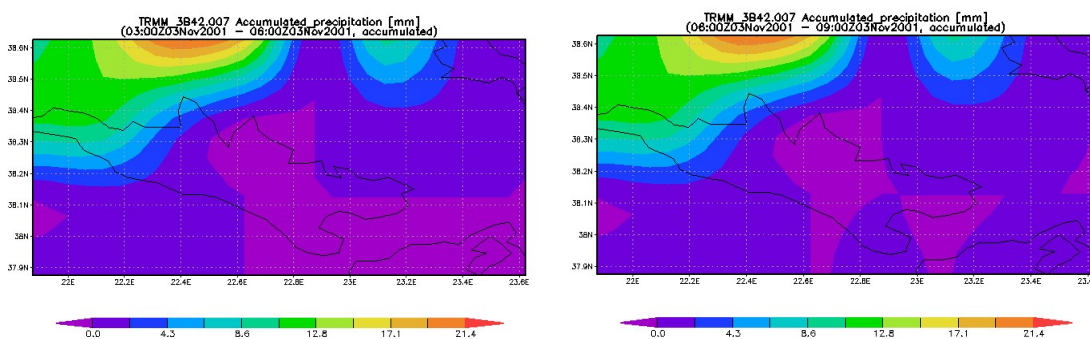 TRMM_3B42.007 Accumulated precipitation [mm]
(03:00Z03Nov2001 – 06:00Z03Nov2001, accumulated)
38.6N
38.5N
38.4N
38.3N
38.2N
38.1N
38N
37.9N
22E 22.2E 22.4E 22.6E 22.8E 23E 23.2E 23.4E 23.6E
0.0 4.3 8.6 12.8 17.1 21.4
TRMM_3B42.007 Accumulated precipitation [mm]
(06:00Z03Nov2001 – 09:00Z03Nov2001, accumulated)
38.6N
38.5N
38.4N
38.3N
38.2N
38.1N
38N
37.9N
22E 22.2E 22.4E 22.6E 22.8E 23E 23.2E 23.4E 23.6E
0.0 4.3 8.6 12.8 17.1 21.4